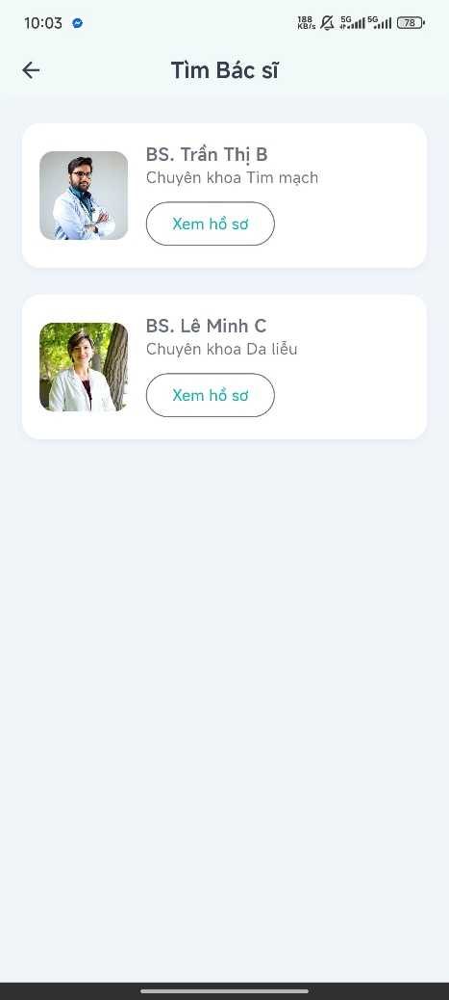 10:03 188 KB/s 5G 5G 78
Tìm Bác sĩ
BS. Trần Thị B
Chuyên khoa Tim mạch
Xem hồ sơ
BS. Lê Minh C
Chuyên khoa Da liễu
Xem hồ sơ